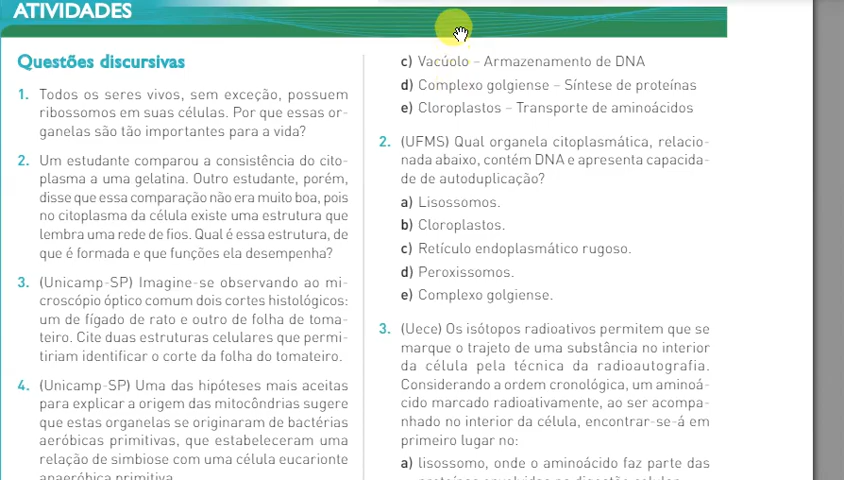 ATIVIDADES
Questões discursivas
1. Todos os seres vivos, sem exceção, possuem
ribossomos em suas células. Por que essas or-
ganelas são tão importantes para a vida?
2. Um estudante comparou a consistência do cito-
plasma a uma gelatina. Outro estudante, porém,
disse que essa comparação não era muito boa, pois
no citoplasma da célula existe uma estrutura que
lembra uma rede de fios. Qual é essa estrutura, de
que é formada e que funções ela desempenha?
3. (Unicamp-SP) Imagine-se observando ao mi-
croscópio óptico comum dois cortes histológicos:
um de fígado de rato e outro de folha de toma-
teiro. Cite duas estruturas celulares que permi-
tiriam identificar o corte da folha do tomateiro.
4. (Unicamp-SP) Uma das hipóteses mais aceitas
para explicar a origem das mitocôndrias sugere
que estas organelas se originaram de bactérias
aeróbicas primitivas, que estabeleceram uma
relação de simbiose com uma célula eucarionte
anaeróbica primitiva.
c) Vacúolo – Armazenamento de DNA
d) Complexo golgiense – Síntese de proteínas
e) Cloroplastos – Transporte de aminoácidos
2. (UFMS) Qual organela citoplasmática, relacio-
nada abaixo, contém DNA e apresenta capacida-
de de autoduplicação?
a) Lisossomos.
b) Cloroplastos.
c) Retículo endoplasmático rugoso.
d) Peroxissomos.
e) Complexo golgiense.
3. (Uece) Os isótopos radioativos permitem que se
marque o trajeto de uma substância no interior
da célula pela técnica da radioautografia.
Considerando a ordem cronológica, um aminoá-
cido marcado radioativamente, ao ser acompa-
nhado no interior da célula, encontrar-se-á em
primeiro lugar no:
a) lisossomo, onde o aminoácido faz parte das
proteínas envolvidas na digestão celular.